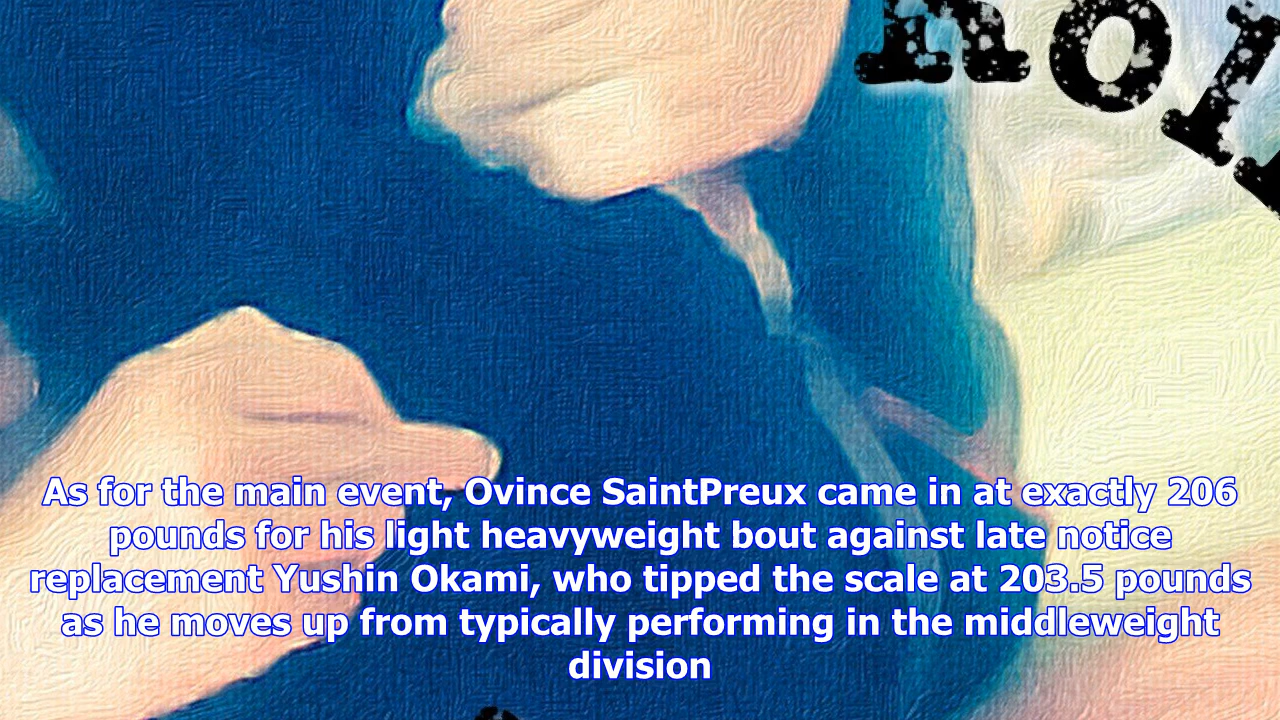 As for the main event, Ovince SaintPreux came in at exactly 206
pounds for his light heavyweight bout against late notice
replacement Yushin Okami, who tipped the scale at 203.5 pounds
as he moves up from typically performing in the middleweight
division